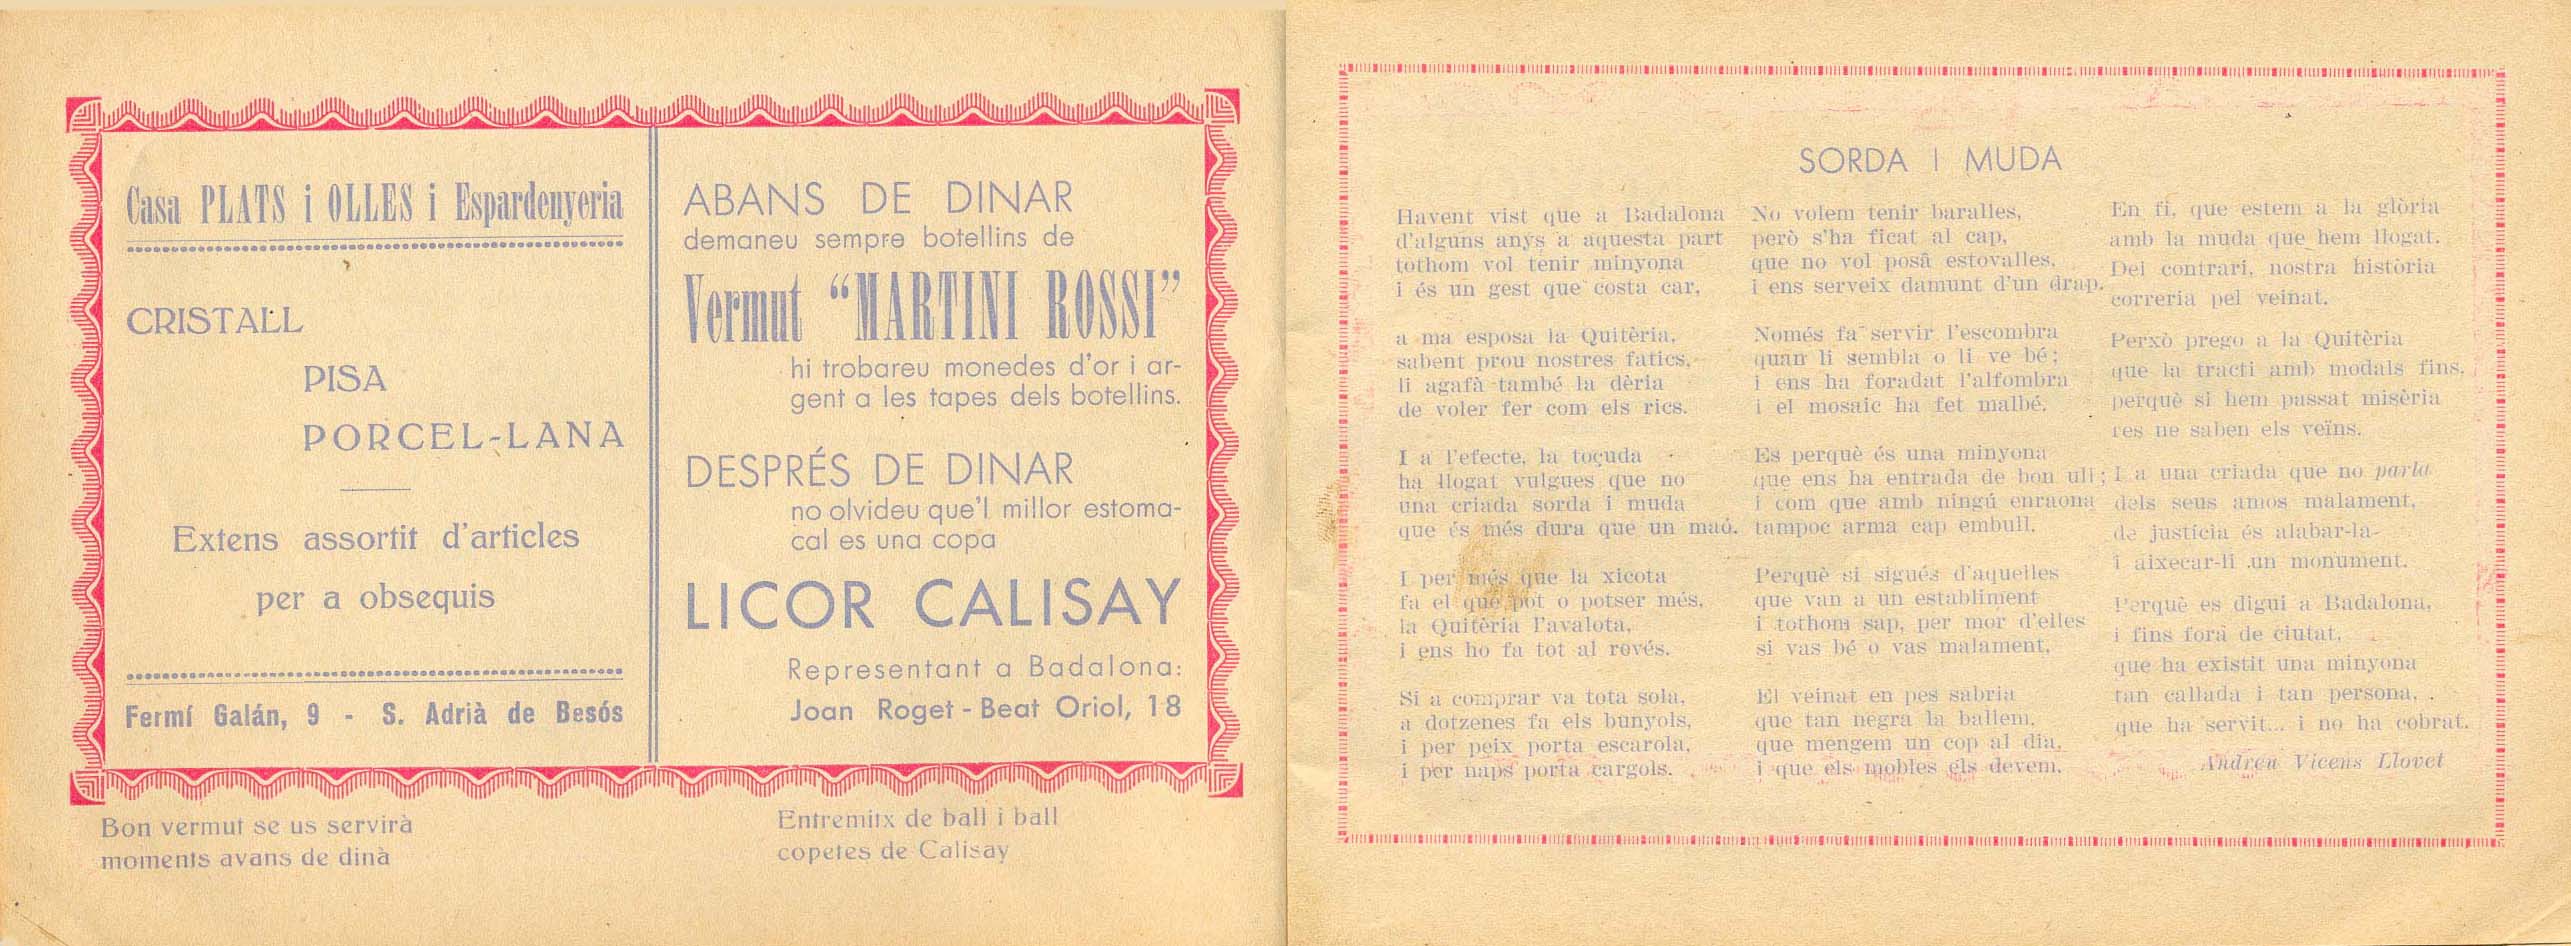 Casa PLATS i OLLES i Espardenyeria
CRISTALL
PISA
PORCEL-LANA
Extens assortit d'articles
per a obsequis
Fermí Galán, 9 - S. Adrià de Besós
ABANS DE DINAR
demaneu sempre botellins de
Vermut "MARTINI ROSSI"
hi trobareu monedes d'or i ar-
gent a les tapes dels botellins.
DESPRÉS DE DINAR
no olvideu que'l millor estoma-
cal es una copa
LICOR CALISAY
Representant a Badalona:
Joan Roget - Beat Oriol, 18
Bon vermut se us servirà
moments avans de dinà
Entremitx de ball i ball
copetes de Calisay
SORDA I MUDA
Havent vist que a Badalona
d'alguns anys a aquesta part
tothom vol tenir minyona
i és un gest que costa car,
a ma esposa la Quitèria,
sabent prou nostres fatics,
li agafà també la dèria
de voler fer com els rics.
I a l'efecte, la toçuda
ha llogat vulgues que no
una criada sorda i muda
que és més dura que un maó.
I per més que la xicota
fa el que pot o potser més,
la Quitèria l'avalota,
i ens ho fa tot al revés.
Si a comprar va tota sola,
a dotzenes fa els bunyols,
i per peix porta escarola,
i per naps porta cargols.
No volem tenir baralles,
però s'ha ficat al cap,
que no vol posâ estovalles,
i ens serveix damunt d'un drap.
Només fa servir l'escombra
quan li sembla o li ve bé;
i ens ha foradat l'alfombra
i el mosaic ha fet malbé.
Es perquè és una minyona
que ens ha entrada de bon ull;
i com que amb ningú enraona
tampoc arma cap embull.
Perquè si sigués d'aquelles
que van a un establiment
i tothom sap, per mor d'elles
si vas bé o vas malament,
El veinat en pes sabria
que tan negra la ballem,
que mengem un cop al dia,
i que els mobles els devem.
En fi, que estem a la glòria
amb la muda que hem llogat.
Del contrari, nostra història
correria pel veinat.
Perxò prego a la Quitèria
que la tracti amb modals fins,
perquè si hem passat misèria
res ne saben els veïns.
I a una criada que no parla
dels seus amos malament,
de justícia és alabar-la
i aixecar-li un monument.
Perquè es digui a Badalona,
i fins fora de ciutat,
que ha existit una minyona
tan callada i tan persona,
que ha servit... i no ha cobrat.
Andreu Vicens Llovet